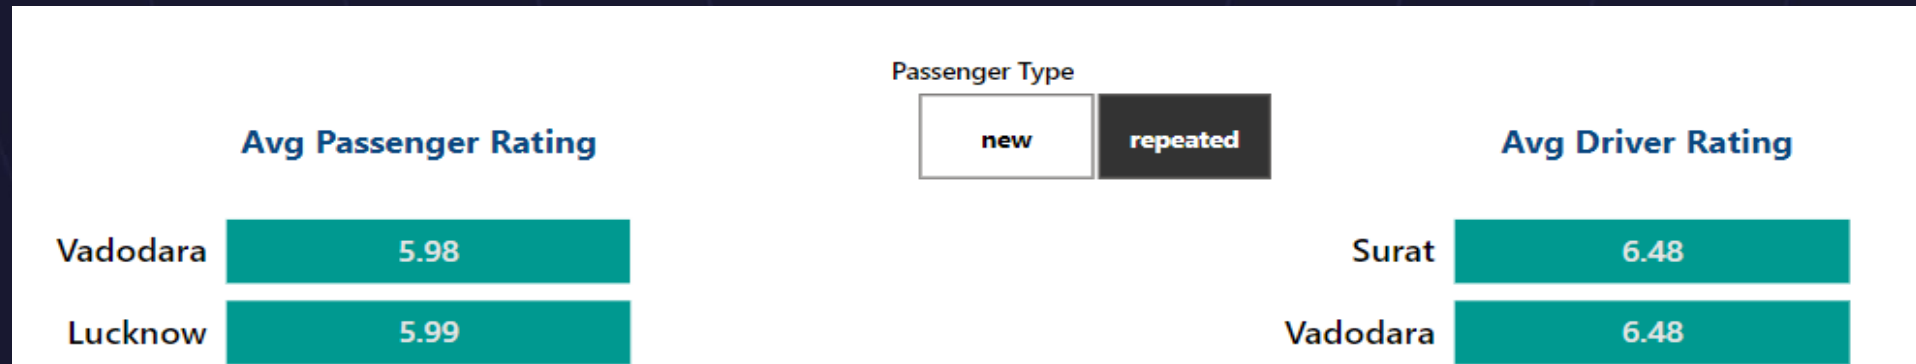 Passenger Type
new repeated
Avg Passenger Rating
Avg Driver Rating
Vadodara 5.98
Surat 6.48
Lucknow 5.99
Vadodara 6.48